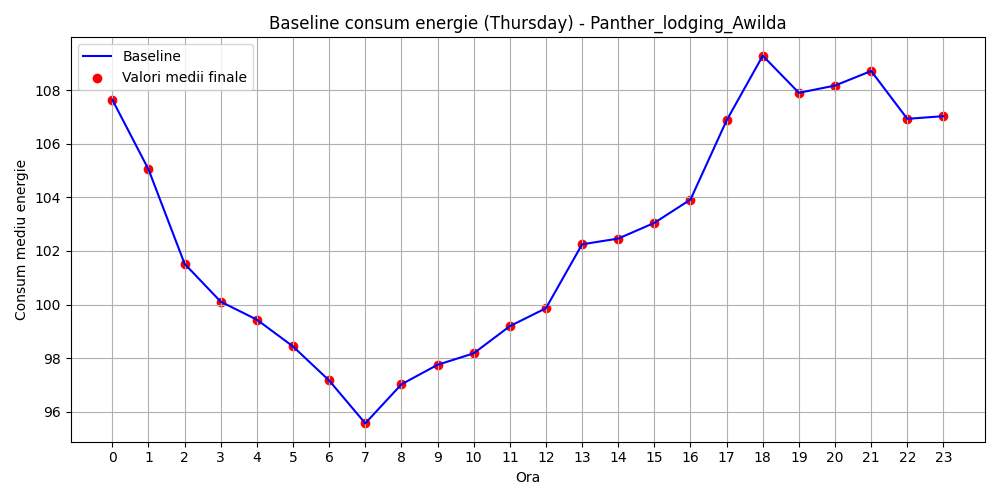 Baseline consum energie (Thursday) - Panther_lodging_Awilda
Baseline
Valori medii finale
Consum mediu energie
108
106
104
102
100
98
96
0 1 2 3 4 5 6 7 8 9 10 11 12 13 14 15 16 17 18 19 20 21 22 23
Ora